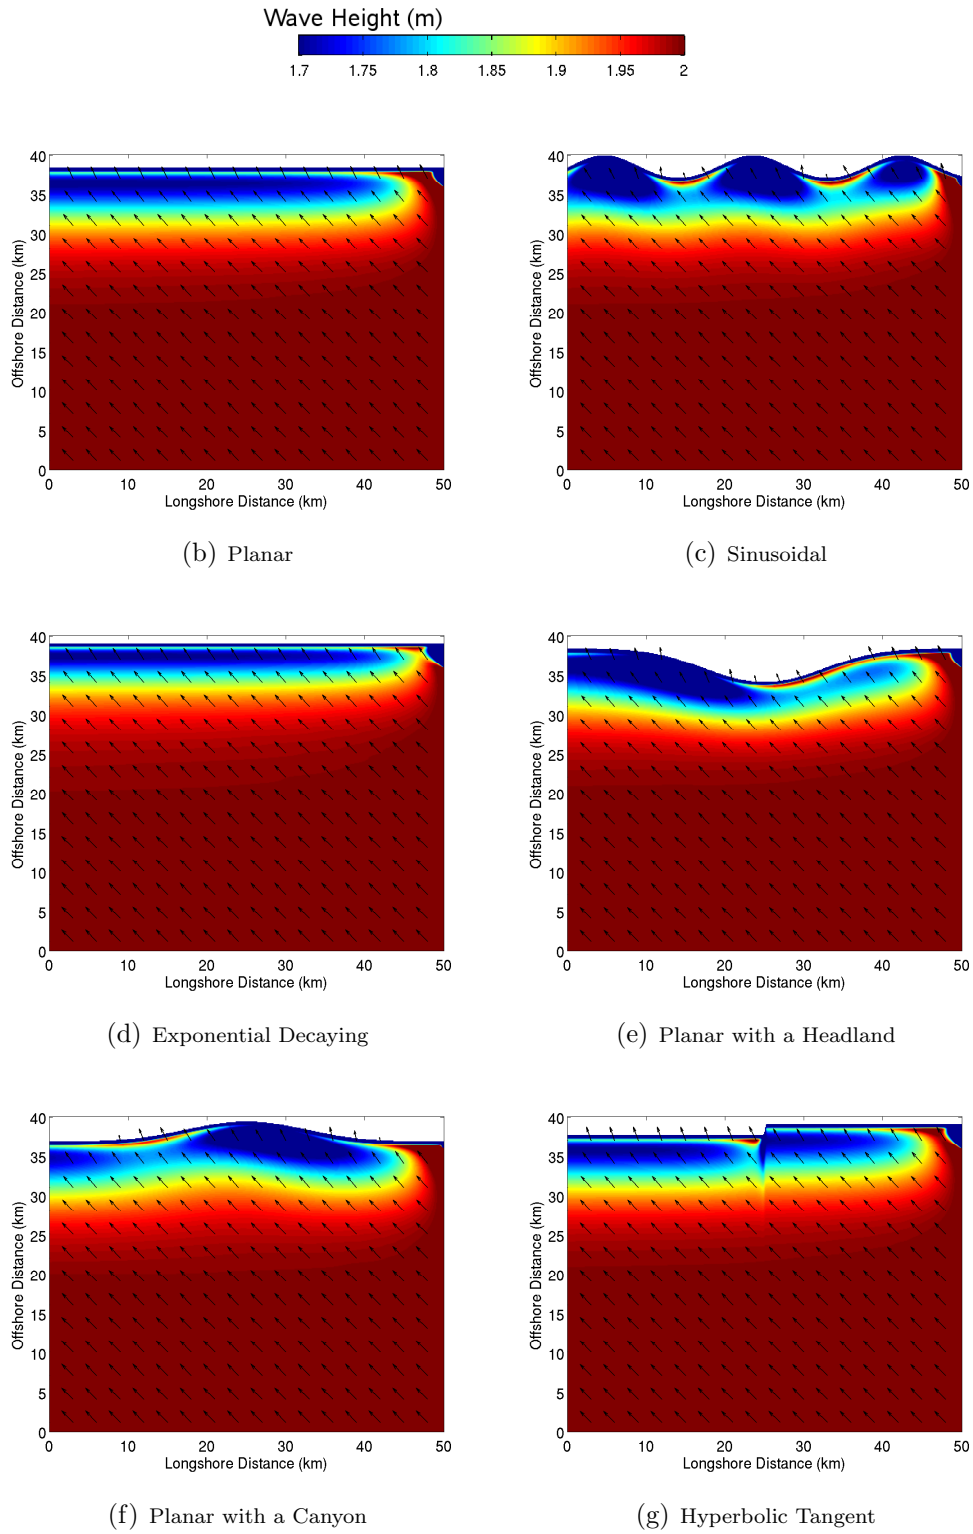 Wave Height (m)
1.7 1.75 1.8 1.85 1.9 1.95 2
40
35
30
25
20
15
10
5
0
Offshore Distance (km)
0 10 20 30 40 50
Longshore Distance (km)
(b) Planar
40
35
30
25
20
15
10
5
0
Offshore Distance (km)
0 10 20 30 40 50
Longshore Distance (km)
(c) Sinusoidal
40
35
30
25
20
15
10
5
0
Offshore Distance (km)
0 10 20 30 40 50
Longshore Distance (km)
(d) Exponential Decaying
40
35
30
25
20
15
10
5
0
Offshore Distance (km)
0 10 20 30 40 50
Longshore Distance (km)
(e) Planar with a Headland
40
35
30
25
20
15
10
5
0
Offshore Distance (km)
0 10 20 30 40 50
Longshore Distance (km)
(f) Planar with a Canyon
40
35
30
25
20
15
10
5
0
Offshore Distance (km)
0 10 20 30 40 50
Longshore Distance (km)
(g) Hyperbolic Tangent